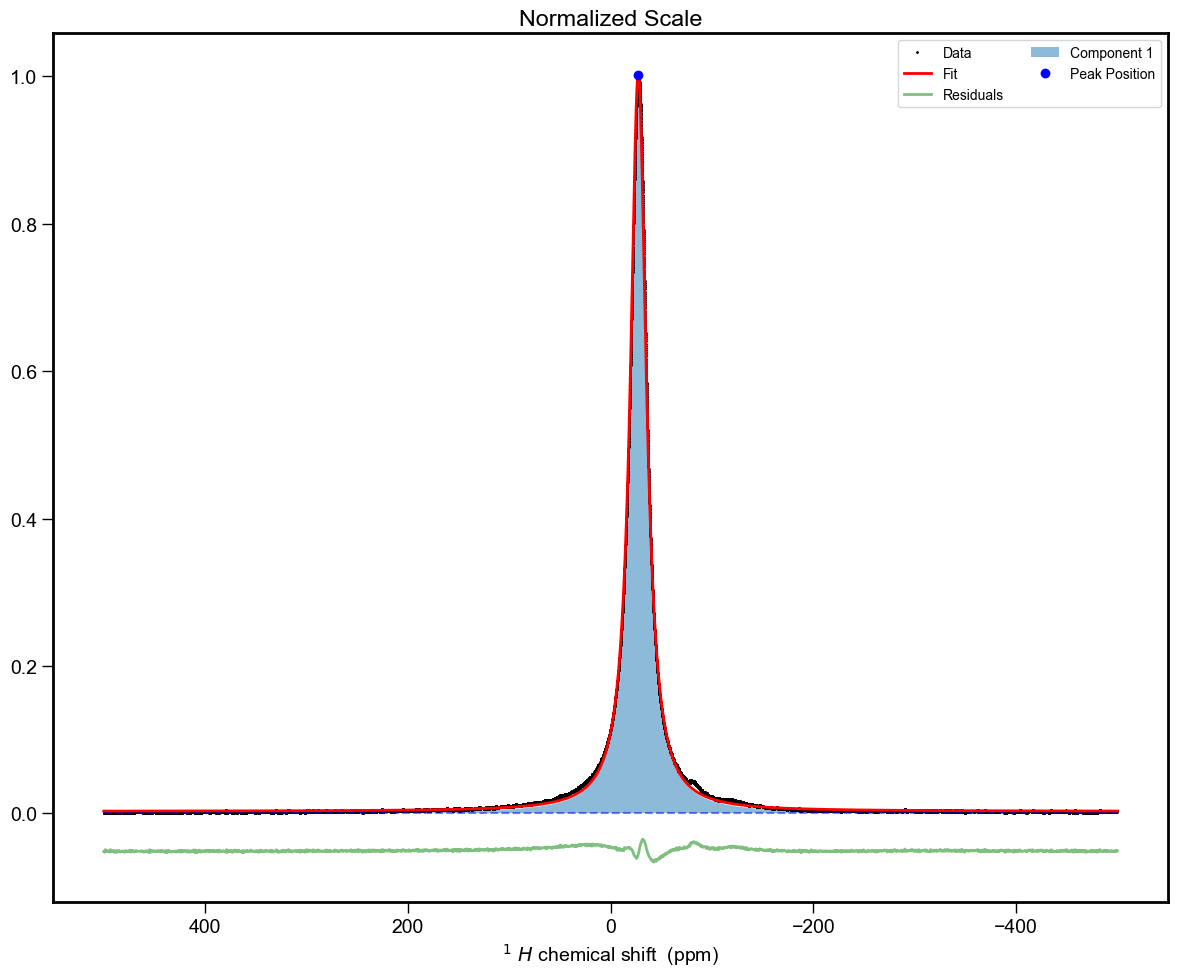 Normalized Scale
Data
Fit
Residuals
Component 1
Peak Position
1.0
0.8
0.6
0.4
0.2
0.0
400
200
0
−200
−400
¹ H chemical shift (ppm)